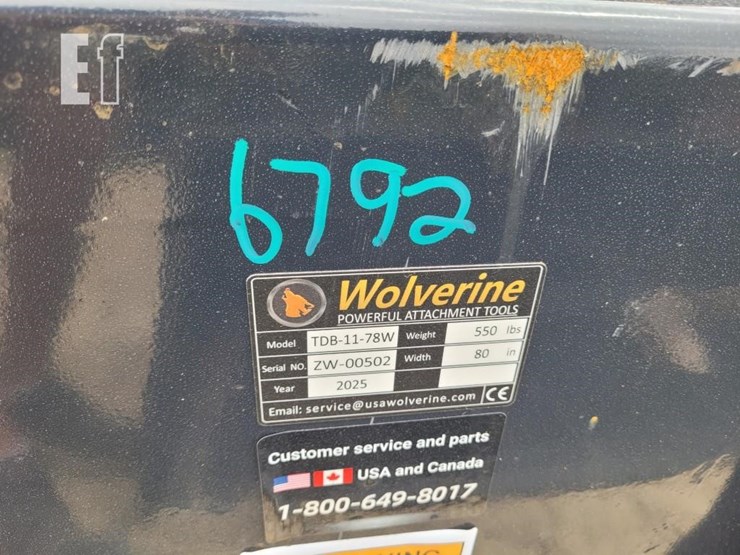 Ef
6792
Wolverine
POWERFUL ATTACHMENT TOOLS
Model TDB-11-78W Weight 550 lbs
Serial NO. ZW-00502 Width 80 in
Year 2025
Email: service@usawolverine.com CE
Customer service and parts
USA and Canada
1-800-649-8017